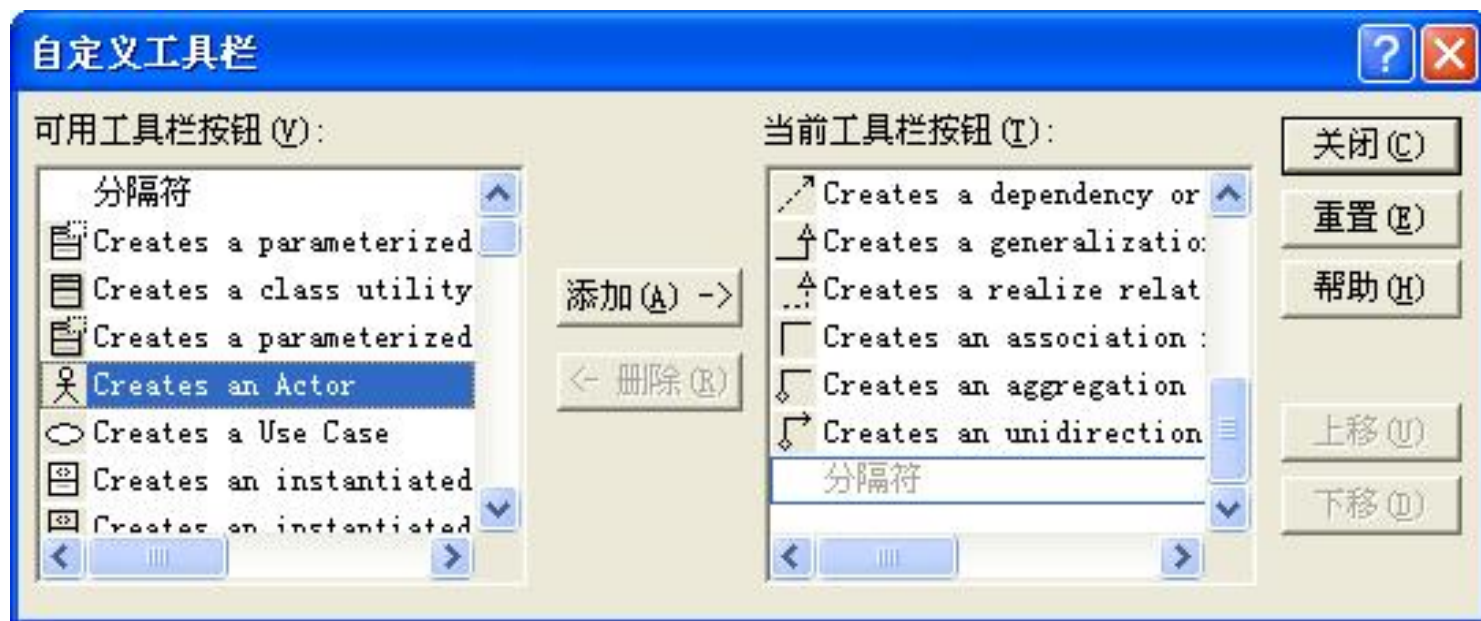 自定义工具栏
可用工具栏按钮(V):
分隔符
Creates a parameterized
Creates a class utility
Creates a parameterized
Creates an Actor
Creates a Use Case
Creates an instantiated
Creates an instantiated
添加(A) ->
<- 删除(R)
当前工具栏按钮(T):
Creates a dependency or
Creates a generalizatio
Creates a realize relat
Creates an association
Creates an aggregation
Creates an unidirection
分隔符
关闭(C)
重置(E)
帮助(H)
上移(U)
下移(D)